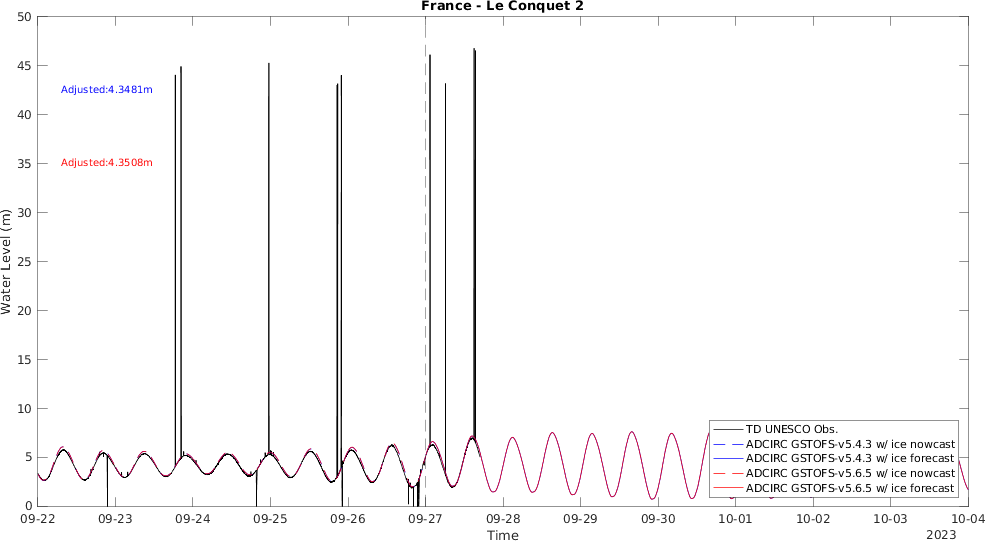 France - Le Conquet 2
50
45
40
35
30
25
20
15
10
5
0
Water Level (m)
Adjusted:4.3481m
Adjusted:4.3508m
TD UNESCO Obs.
ADCIRC GSTOFS-v5.4.3 w/ ice nowcast
ADCIRC GSTOFS-v5.4.3 w/ ice forecast
ADCIRC GSTOFS-v5.6.5 w/ ice nowcast
ADCIRC GSTOFS-v5.6.5 w/ ice forecast
09-22 09-23 09-24 09-25 09-26 09-27 09-28 09-29 09-30 10-01 10-02 10-03 10-04
Time
2023